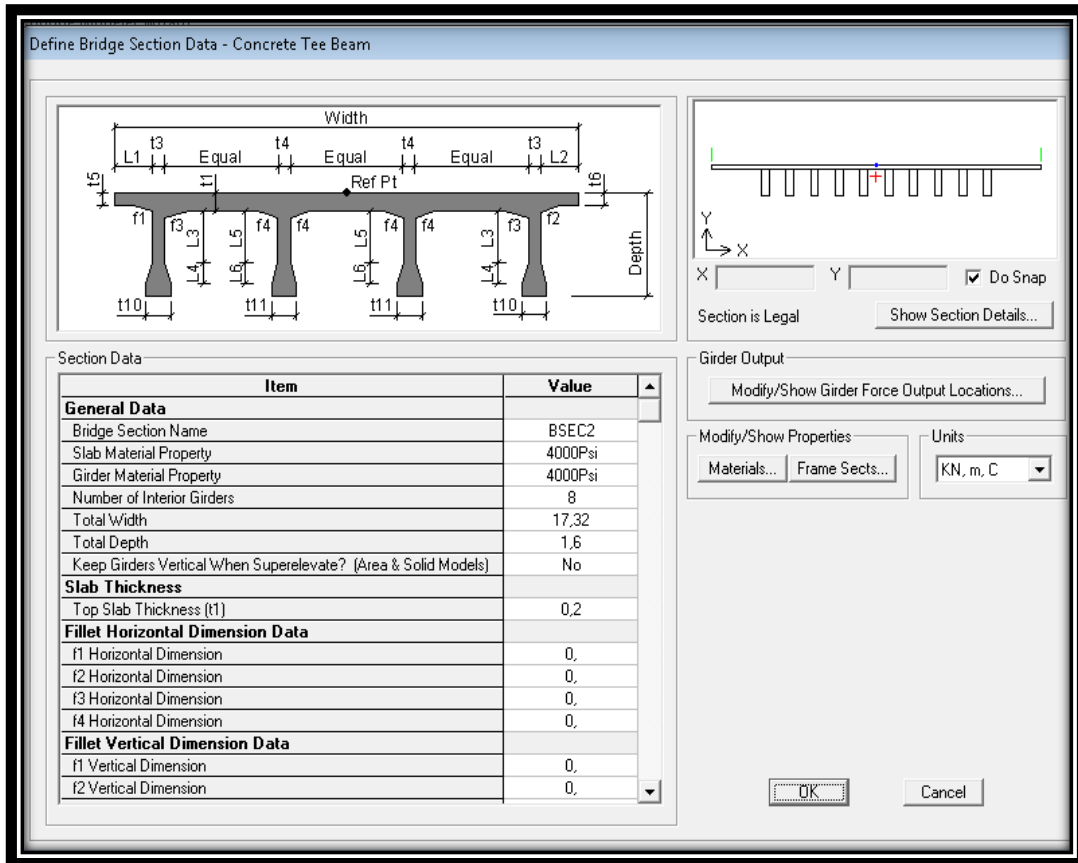 Define Bridge Section Data - Concrete Tee Beam
Width
t3 t4 t4 t3
L1 Equal Equal Equal L2
t5 t1 Ref Pt t6
f1 f3 L3 L5 f4 f4 L5 f4 f4 L3 f3 f2
L4 L6 L6 L4 Depth
t10 t11 t11 t10
Y
X
X Y Do Snap
Section is Legal Show Section Details...
Section Data
Item Value
General Data
Bridge Section Name BSEC2
Slab Material Property 4000Psi
Girder Material Property 4000Psi
Number of Interior Girders 8
Total Width 17,32
Total Depth 1,6
Keep Girders Vertical When Superelevate? (Area & Solid Models) No
Slab Thickness
Top Slab Thickness (t1) 0,2
Fillet Horizontal Dimension Data
f1 Horizontal Dimension 0,
f2 Horizontal Dimension 0,
f3 Horizontal Dimension 0,
f4 Horizontal Dimension 0,
Fillet Vertical Dimension Data
f1 Vertical Dimension 0,
f2 Vertical Dimension 0,
Girder Output
Modify/Show Girder Force Output Locations...
Modify/Show Properties
Materials... Frame Sects...
Units
KN, m, C
OK Cancel